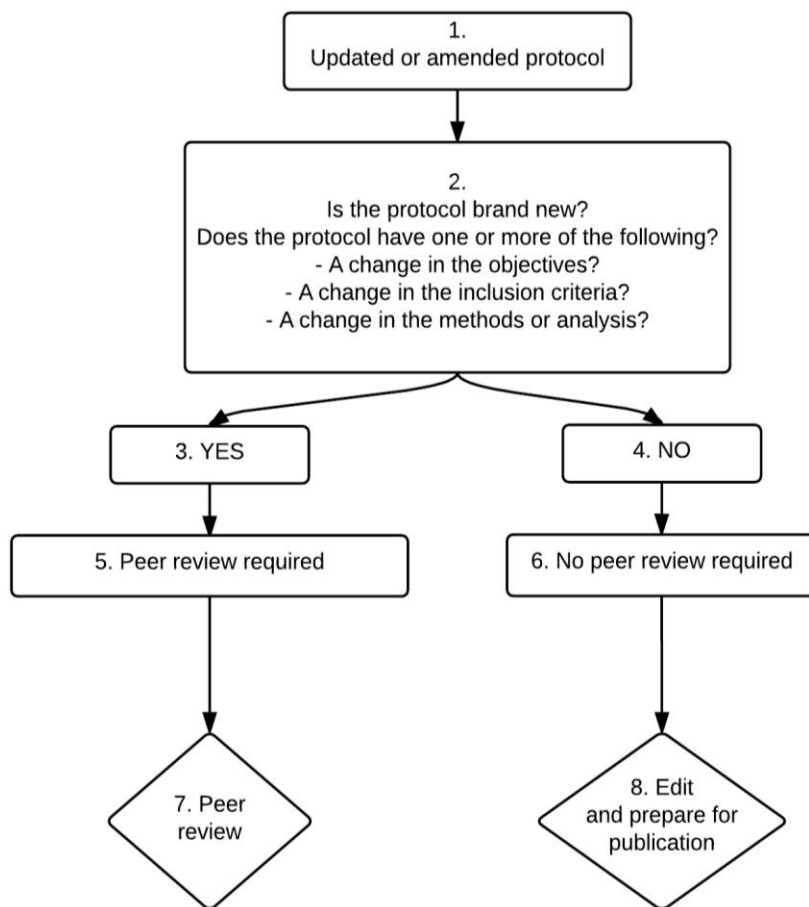 1.
Updated or amended protocol
2.
Is the protocol brand new?
Does the protocol have one or more of the following?
- A change in the objectives?
- A change in the inclusion criteria?
- A change in the methods or analysis?
3. YES
4. NO
5. Peer review required
6. No peer review required
7. Peer
review
8. Edit
and prepare for
publication